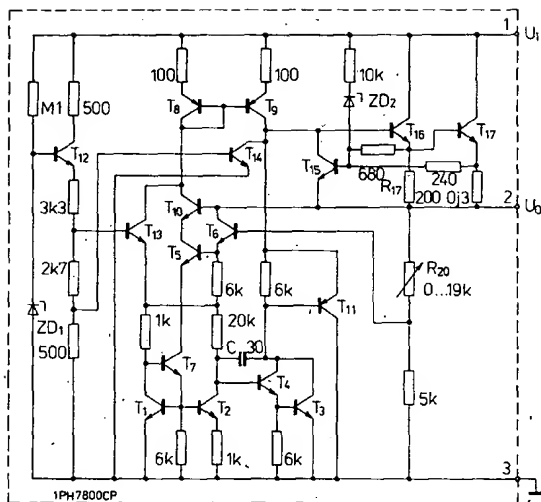 1
U₁
100
100
10k
M1
500
T₈
T₉
ZD₂
T₁₆
T₁₇
T₁₂
T₁₄
T₁₅
680
240
R₁₇
200
0j3
3k3
T₁₀
2
U₀
T₁₃
T₅
T₆
2k7
6k
6k
T₁₁
R₂₀
0...19k
ZD₁
500
1k
20k
C
30
T₇
T₄
5k
T₁
T₂
T₃
6k
1k
6k
3
1PH7800CP